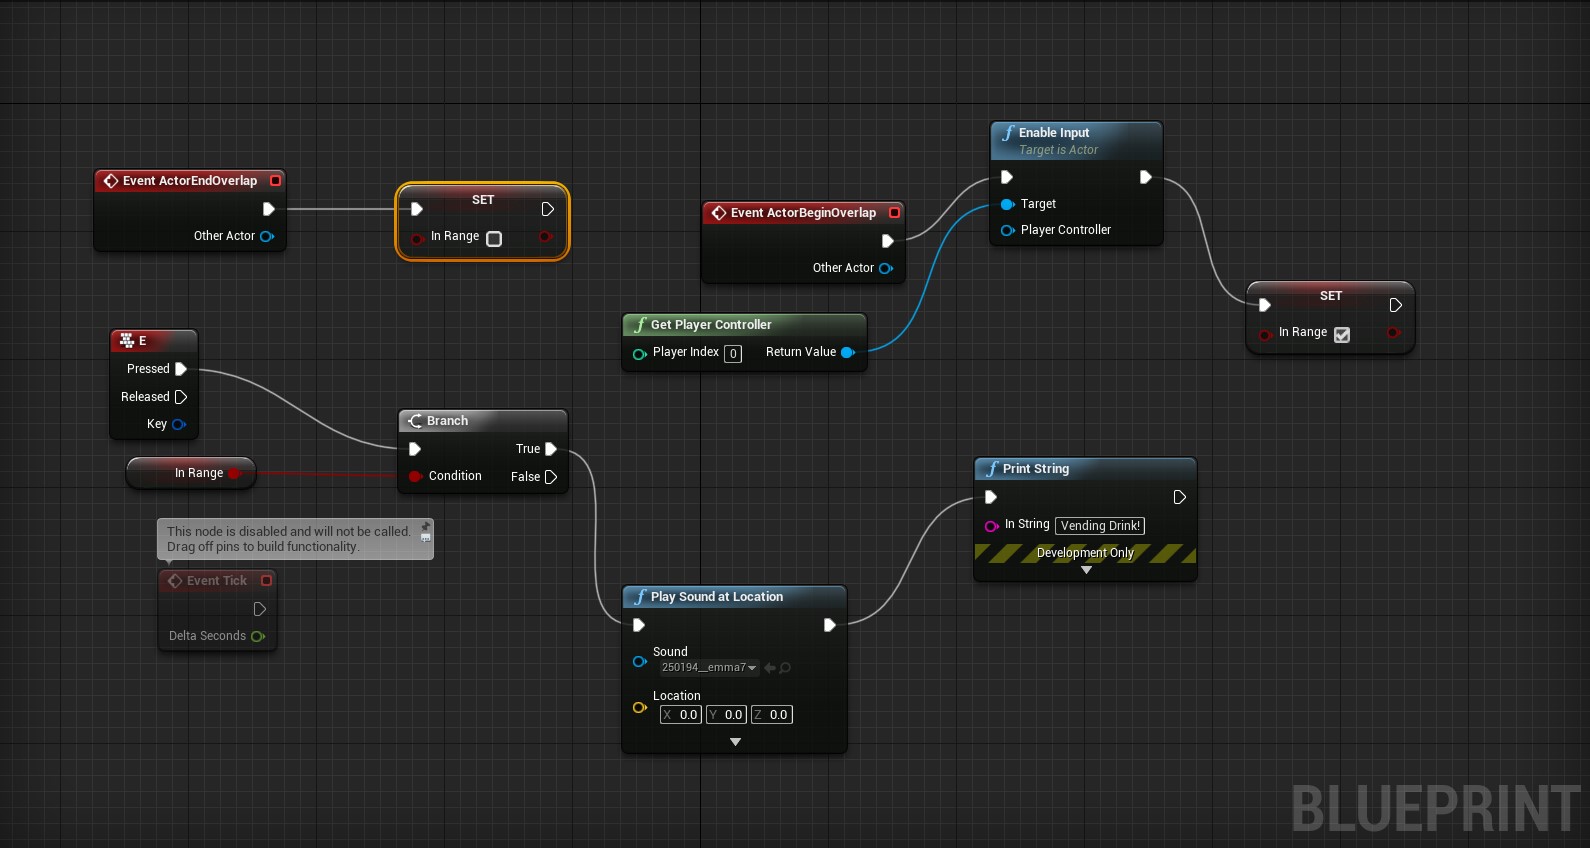 Event ActorEndOverlap
Other Actor
SET
In Range
Event ActorBeginOverlap
Other Actor
Enable Input
Target is Actor
Target
Player Controller
Get Player Controller
Player Index 0 Return Value
SET
In Range
E
Pressed
Released
Key
In Range
Branch
True
Condition
False
This node is disabled and will not be called.
Drag off pins to build functionality.
Event Tick
Delta Seconds
Play Sound at Location
Sound
250194__emma7
Location
X 0.0 Y 0.0 Z 0.0
Print String
In String Vending Drink!
Development Only
BLUEPRINT